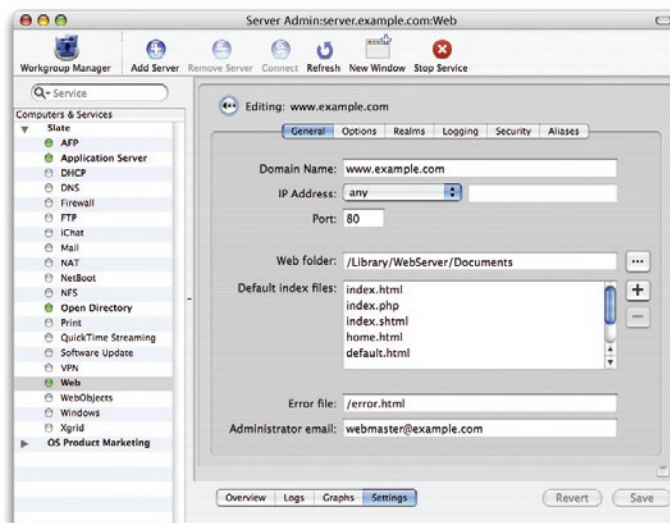 Server Admin:server.example.com:Web
Workgroup Manager Add Server Remove Server Connect Refresh New Window Stop Service
Service
Computers & Services
Slate
AFP
Application Server
DHCP
DNS
Firewall
FTP
iChat
Mail
NAT
NetBoot
NFS
Open Directory
Print
QuickTime Streaming
Software Update
VPN
Web
WebObjects
Windows
Xgrid
OS Product Marketing
Editing: www.example.com
General Options Realms Logging Security Aliases
Domain Name: www.example.com
IP Address: any
Port: 80
Web folder: /Library/WebServer/Documents ...
Default index files: index.html
index.php
index.shtml
home.html
default.html
Error file: /error.html
Administrator email: webmaster@example.com
Overview Logs Graphs Settings Revert Save